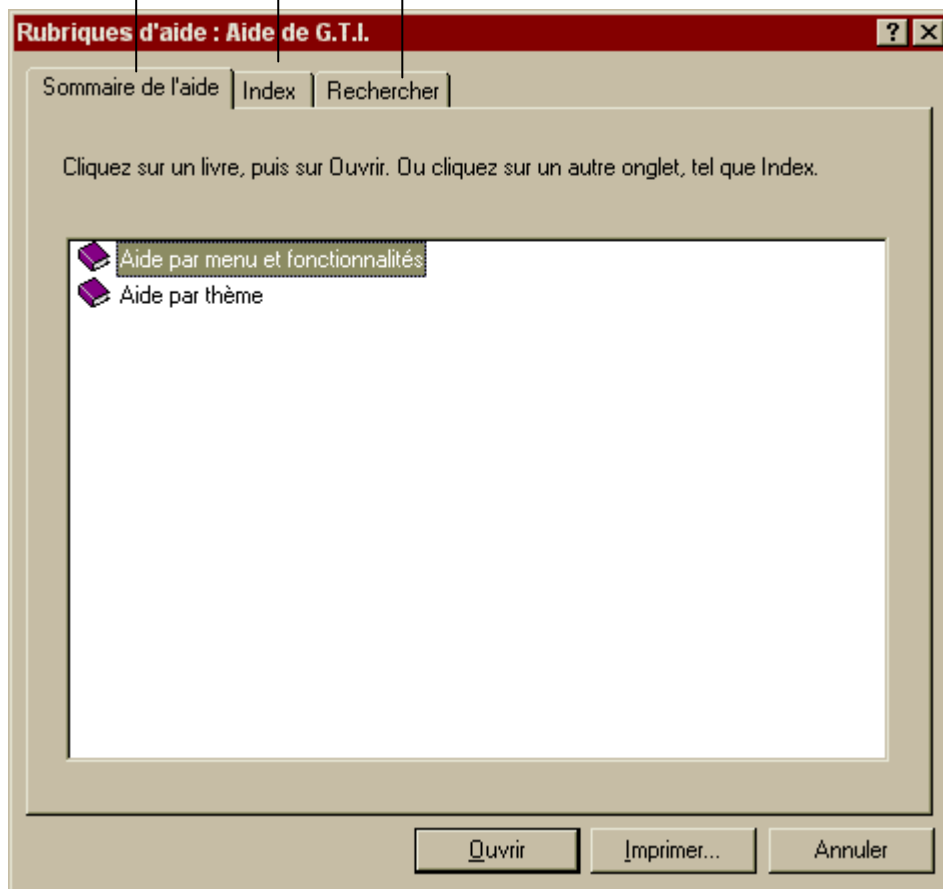 Rubriques d'aide : Aide de G.T.I.
Sommaire de l'aide Index Rechercher
Cliquez sur un livre, puis sur Ouvrir. Ou cliquez sur un autre onglet, tel que Index.
Aide par menu et fonctionnalités
Aide par thème
Ouvrir Imprimer... Annuler